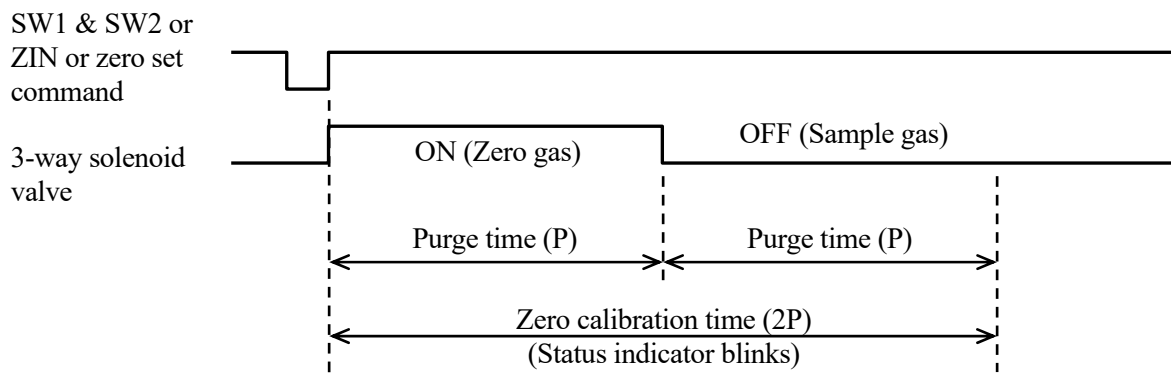 SW1 & SW2 or
ZIN or zero set
command
3-way solenoid
valve
ON (Zero gas)
OFF (Sample gas)
Purge time (P)
Purge time (P)
Zero calibration time (2P)
(Status indicator blinks)